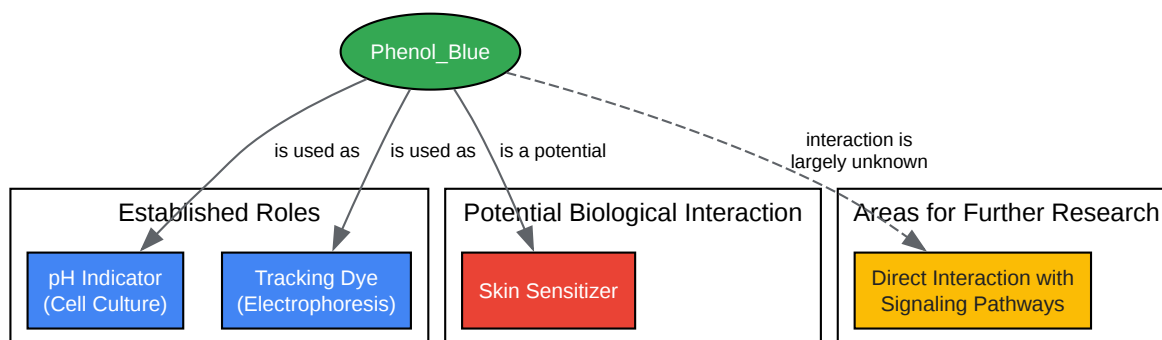 Phenol_Blue
is used as
is used as
is a potential
interaction is
largely unknown
Established Roles
Potential Biological Interaction
Areas for Further Research
pH Indicator
(Cell Culture)
Tracking Dye
(Electrophoresis)
Skin Sensitizer
Direct Interaction with
Signaling Pathways